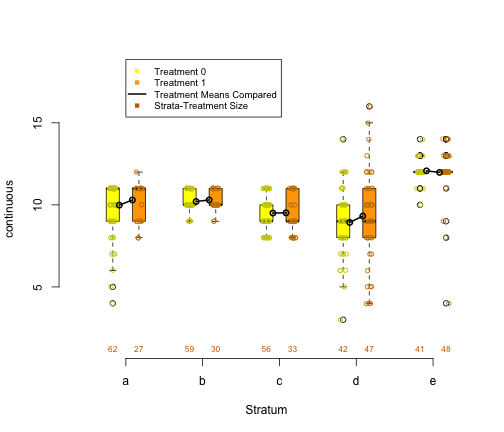 Treatment 0
Treatment 1
Treatment Means Compared
Strata-Treatment Size
15
10
5
continuous
62 27 59 30 56 33 42 47 41 48
a b c d e
Stratum